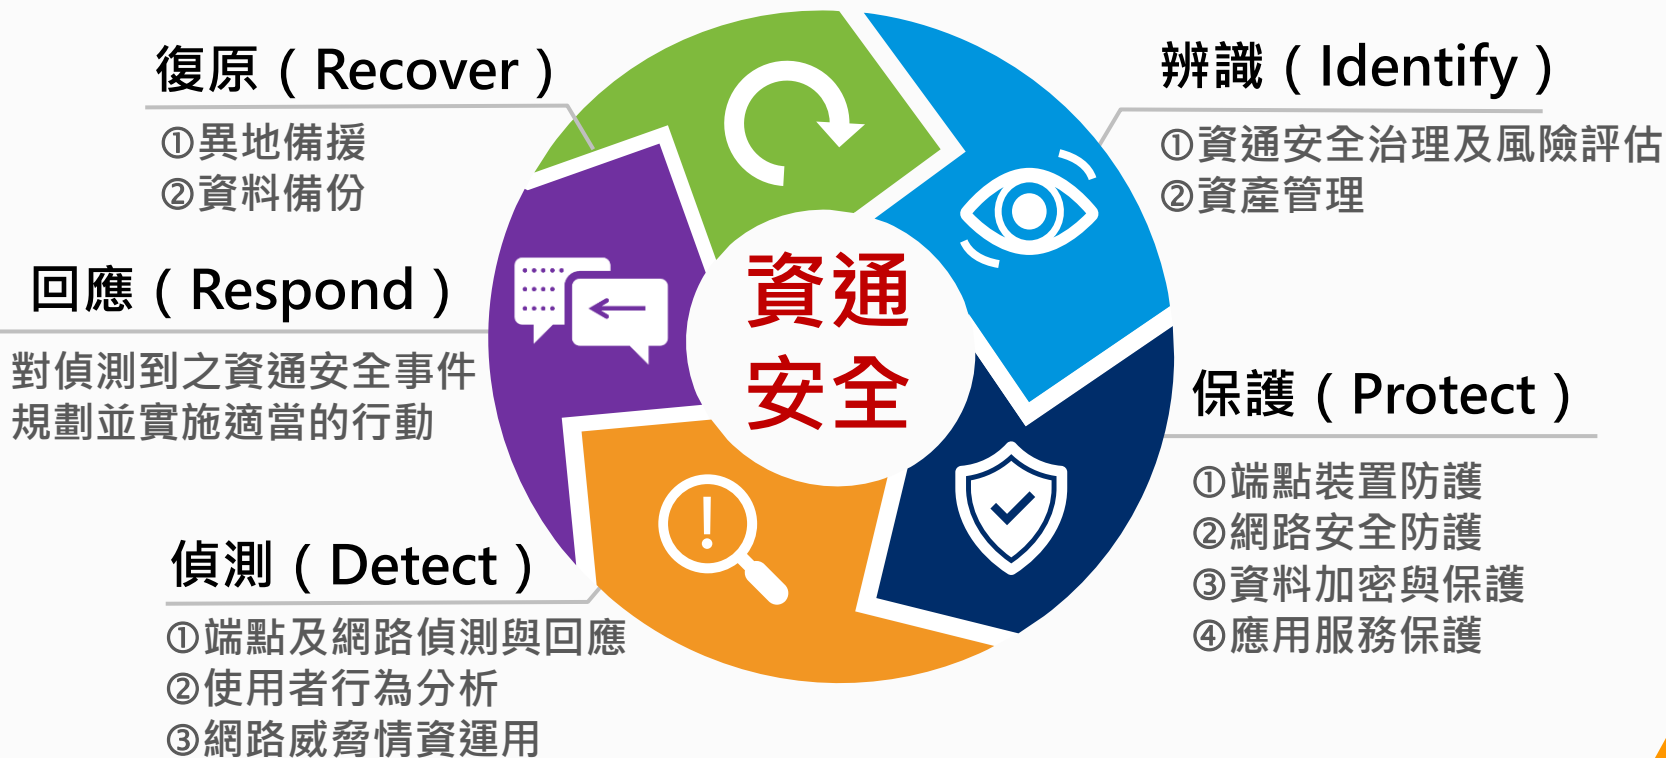 復原（Recover）
①異地備援
②資料備份
辨識（Identify）
①資通安全治理及風險評估
②資產管理
資通
安全
回應（Respond）
對偵測到之資通安全事件
規劃並實施適當的行動
保護（Protect）
①端點裝置防護
②網路安全防護
③資料加密與保護
④應用服務保護
偵測（Detect）
①端點及網路偵測與回應
②使用者行為分析
③網路威脅情資運用